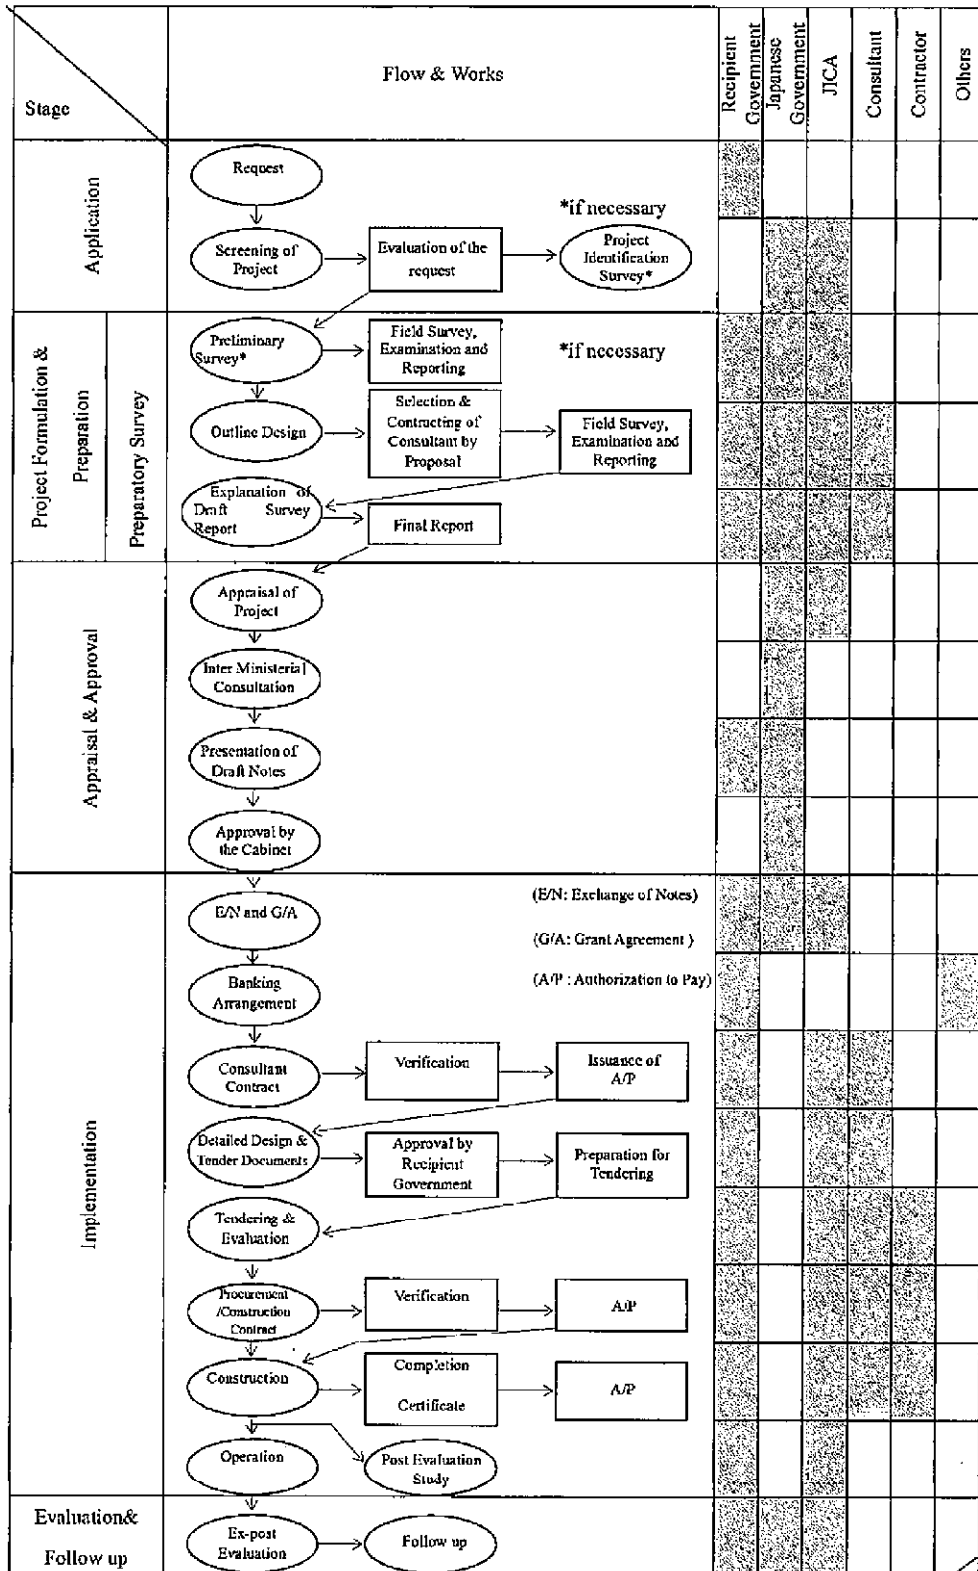 Stage
Flow & Works
Recipient
Government
Japanese
Government
JICA
Consultant
Contractor
Others
Application
Request
*if necessary
Screening of
Project
Evaluation of the
request
Project
Identification
Survey*
Project Formulation &
Preparation
Preparatory Survey
Preliminary
Survey*
Field Survey,
Examination and
Reporting
*if necessary
Outline Design
Selection &
Contracting of
Consultant by
Proposal
Field Survey,
Examination and
Reporting
Explanation of
Draft Survey
Report
Final Report
Appraisal & Approval
Appraisal of
Project
Inter Ministerial
Consultation
Presentation of
Draft Notes
Approval by
the Cabinet
Implementation
E/N and G/A
(E/N: Exchange of Notes)
(G/A: Grant Agreement )
(A/P : Authorization to Pay)
Banking
Arrangement
Consultant
Contract
Verification
Issuance of
A/P
Detailed Design &
Tender Documents
Approval by
Recipient
Government
Preparation for
Tendering
Tendering &
Evaluation
Procurement
/Construction
Contract
Verification
A/P
Construction
Completion
Certificate
A/P
Operation
Post Evaluation
Study
Evaluation&
Follow up
Ex-post
Evaluation
Follow up